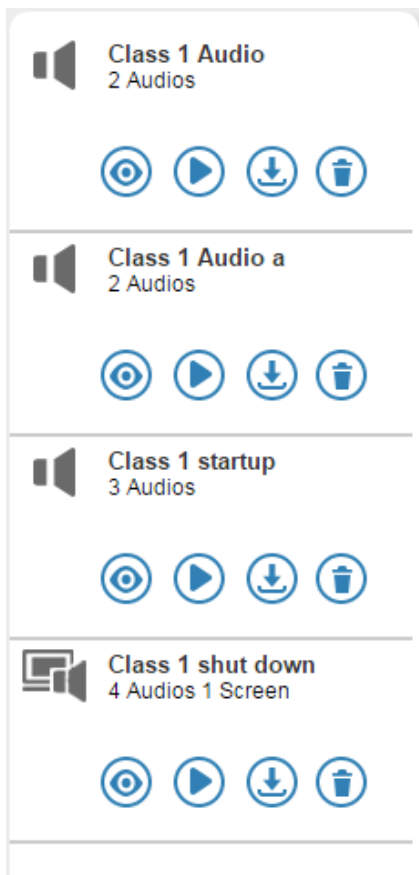 Class 1 Audio
2 Audios
Class 1 Audio a
2 Audios
Class 1 startup
3 Audios
Class 1 shut down
4 Audios 1 Screen